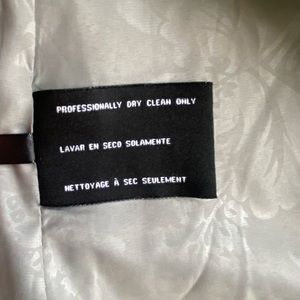 PROFESSIONALLY DRY CLEAN ONLY
LAVAR EN SECO SOLAMENTE
NETTOYAGE À SEC SEULEMENT